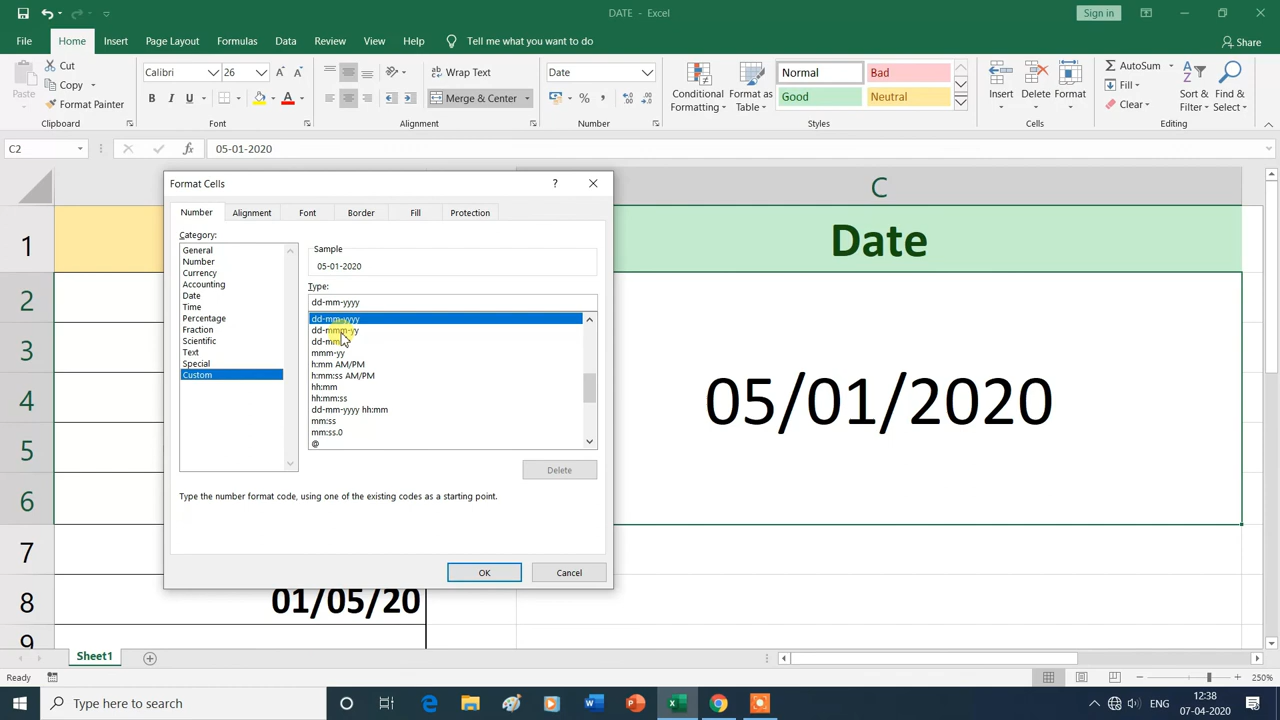 DATE - Excel
Sign in
File Home Insert Page Layout Formulas Data Review View Help Tell me what you want to do Share
Paste
Cut
Copy
Format Painter
Clipboard
Calibri 26
B I U
Font
Wrap Text
Merge & Center
Alignment
Date
%
Number
Conditional Formatting
Format as Table
Normal Bad
Good Neutral
Styles
Insert Delete Format
Cells
AutoSum
Fill
Clear
Sort & Filter
Find & Select
Editing
C2 fx 05-01-2020
C
1 Date
2
3
4 05/01/2020
5
6
7
8 01/05/20
9
Format Cells ?
Number Alignment Font Border Fill Protection
Category:
General
Number
Currency
Accounting
Date
Time
Percentage
Fraction
Scientific
Text
Special
Custom
Sample
05-01-2020
Type:
dd-mm-yyyy
dd-mm-yyyy
dd-mmm-yy
mmm-yy
h:mm AM/PM
h:mm:ss AM/PM
hh:mm
hh:mm:ss
dd-mm-yyyy hh:mm
mm:ss
mm:ss.0
@
Delete
Type the number format code, using one of the existing codes as a starting point.
OK Cancel
Sheet1
Ready
250%
Type here to search
ENG
12:38
07-04-2020